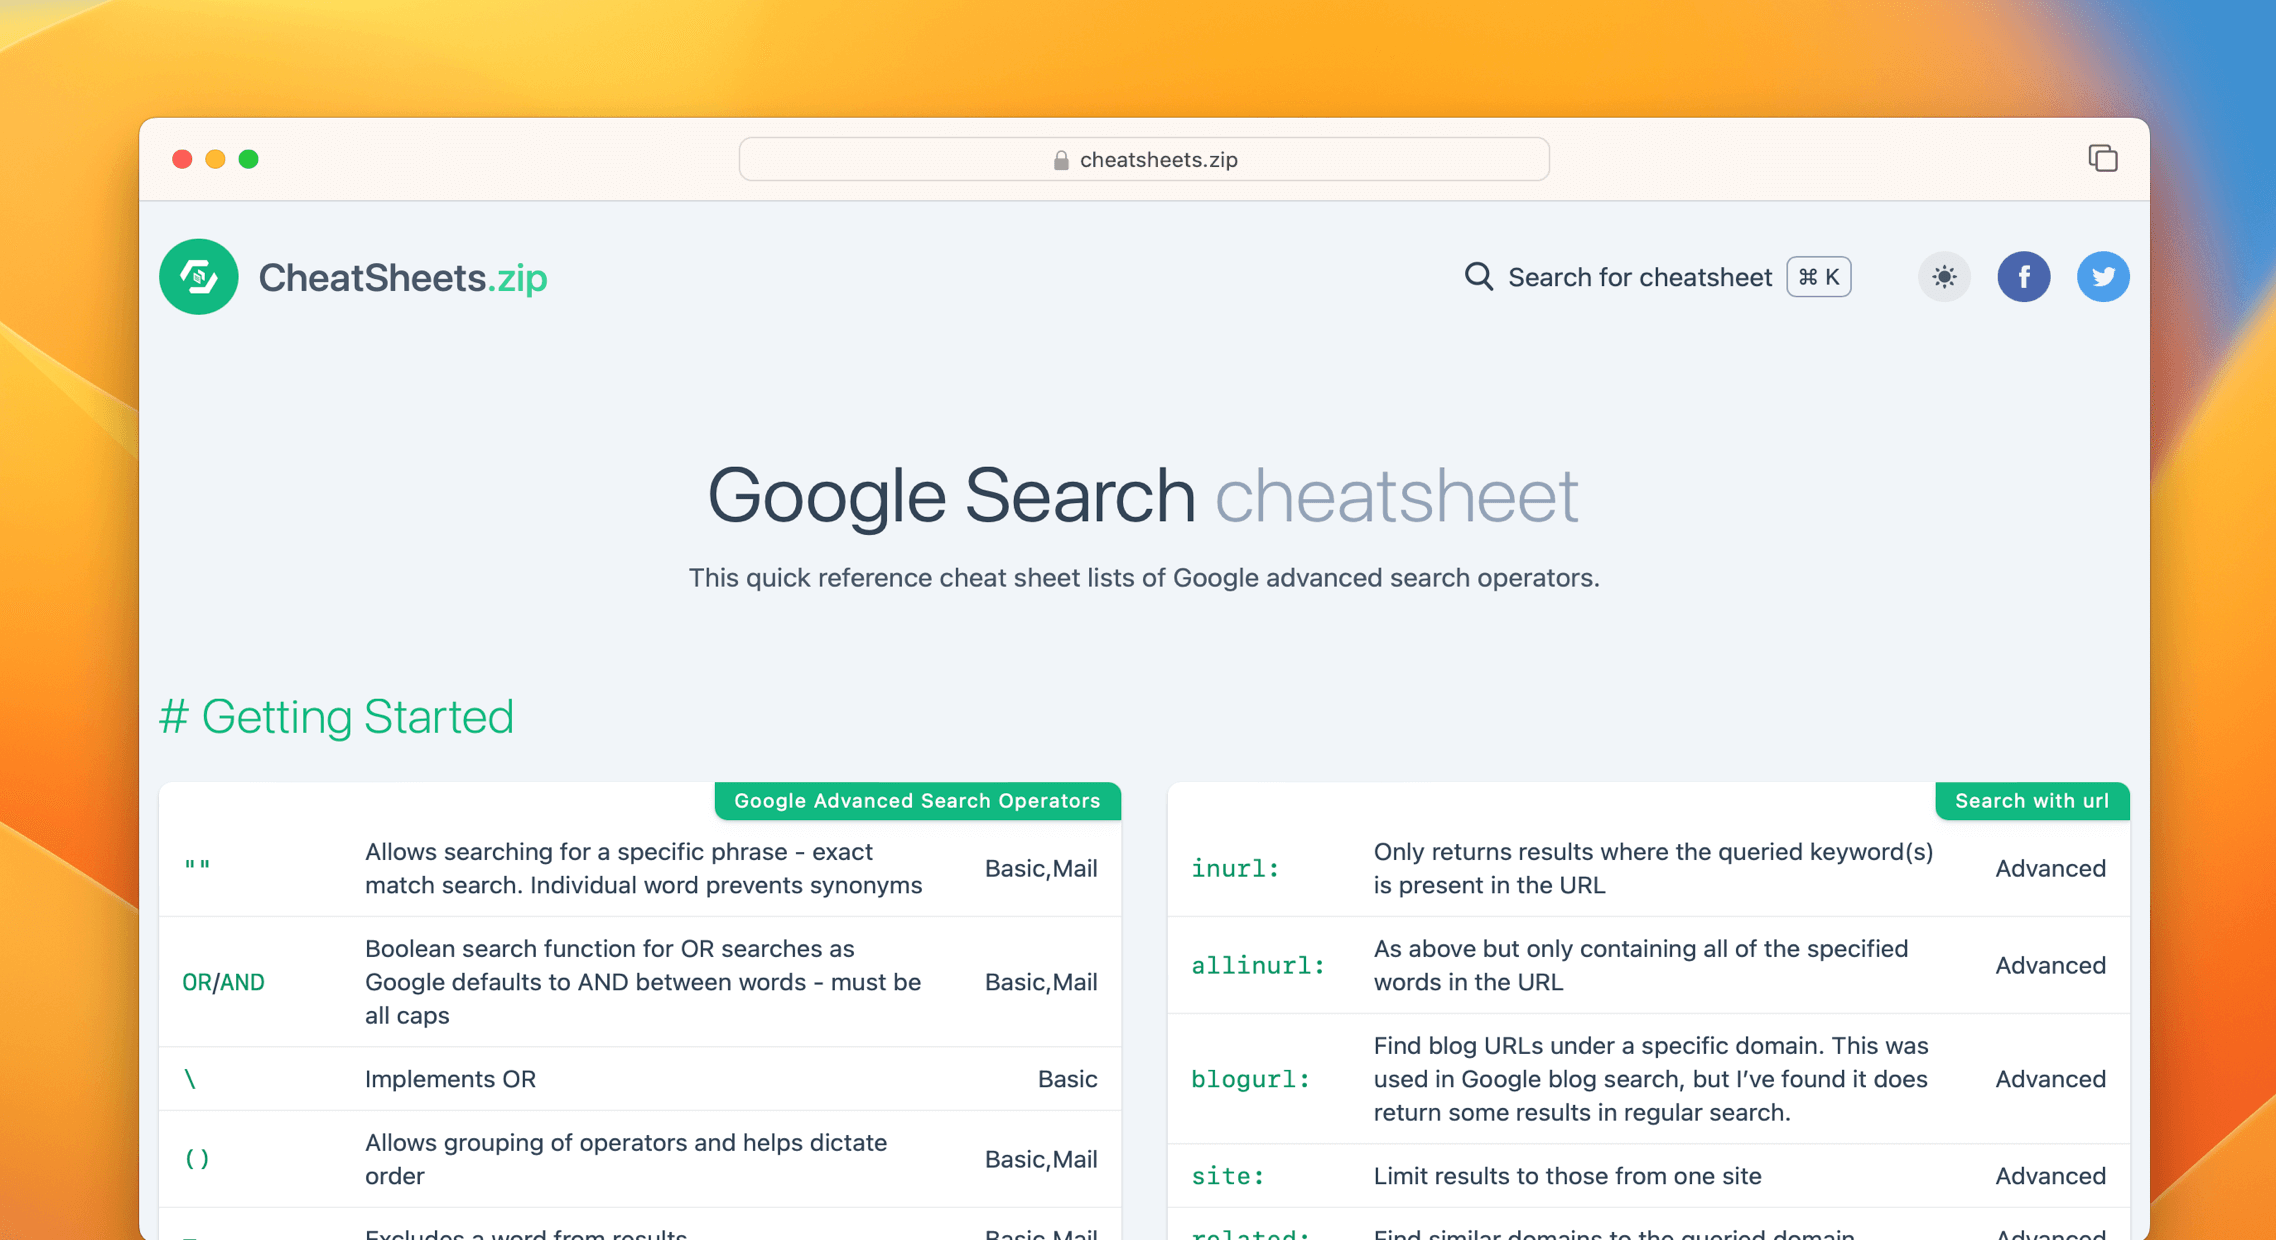 cheatsheets.zip
CheatSheets.zip
Search for cheatsheet ⌘ K
Google Search cheatsheet
This quick reference cheat sheet lists of Google advanced search operators.
# Getting Started
Google Advanced Search Operators
"" Allows searching for a specific phrase - exact Basic,Mail
match search. Individual word prevents synonyms
Boolean search function for OR searches as
OR/AND Google defaults to AND between words - must be Basic,Mail
all caps
\ Implements OR Basic
() Allows grouping of operators and helps dictate Basic,Mail
order
- Excludes a word from results Basic,Mail
Search with url
inurl: Only returns results where the queried keyword(s) Advanced
is present in the URL
allinurl: As above but only containing all of the specified Advanced
words in the URL
Find blog URLs under a specific domain. This was
blogurl: used in Google blog search, but I’ve found it does Advanced
return some results in regular search.
site: Limit results to those from one site Advanced
related: Find similar domains to the queried domain Advanced